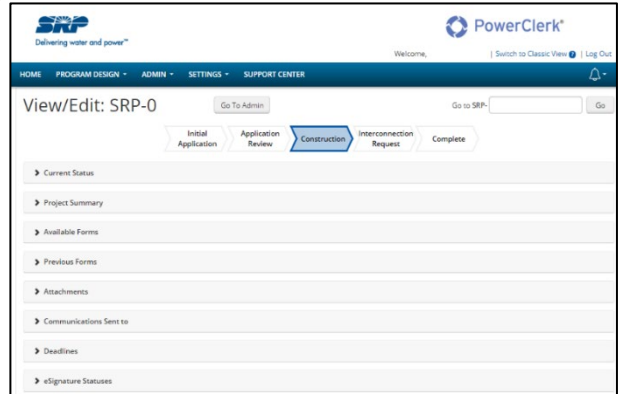 SRP
Delivering water and power™
PowerClerk®
Welcome, | Switch to Classic View ? | Log Out
HOME PROGRAM DESIGN ADMIN SETTINGS SUPPORT CENTER
View/Edit: SRP-0 Go To Admin Go to SRP- Go
Initial Application Application Review Construction Interconnection Request Complete
Current Status
Project Summary
Available Forms
Previous Forms
Attachments
Communications Sent to
Deadlines
eSignature Statuses